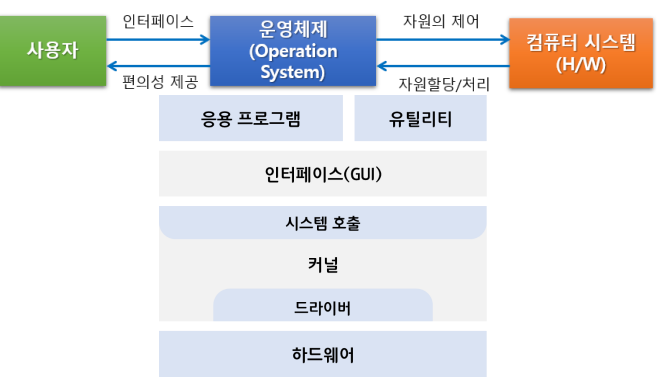 사용자
인터페이스
편의성 제공
운영체제
(Operation
System)
자원의 제어
자원할당/처리
컴퓨터 시스템
(H/W)
응용 프로그램
유틸리티
인터페이스(GUI)
시스템 호출
커널
드라이버
하드웨어